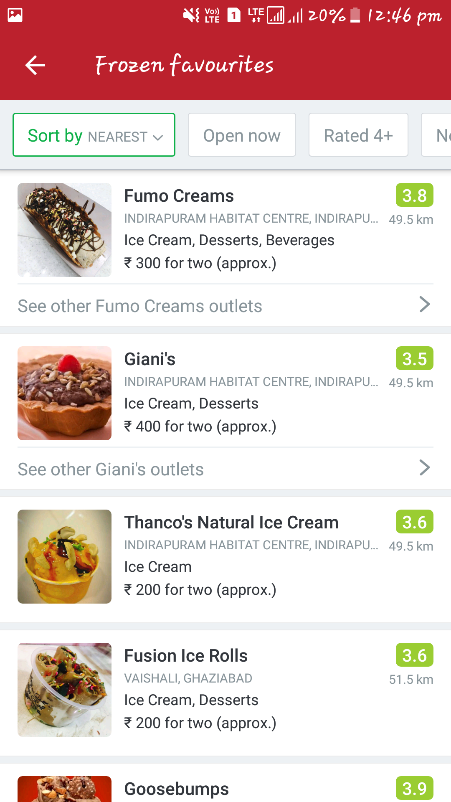 Vo)) LTE 1 LTE 20% 12:46 pm
Frozen favourites
Sort by NEAREST Open now Rated 4+
Fumo Creams 3.8
INDIRAPURAM HABITAT CENTRE, INDIRAPU... 49.5 km
Ice Cream, Desserts, Beverages
₹ 300 for two (approx.)
See other Fumo Creams outlets
Giani's 3.5
INDIRAPURAM HABITAT CENTRE, INDIRAPU... 49.5 km
Ice Cream, Desserts
₹ 400 for two (approx.)
See other Giani's outlets
Thanco's Natural Ice Cream 3.6
INDIRAPURAM HABITAT CENTRE, INDIRAPU... 49.5 km
Ice Cream
₹ 200 for two (approx.)
Fusion Ice Rolls 3.6
VAISHALI, GHAZIABAD 51.5 km
Ice Cream, Desserts
₹ 200 for two (approx.)
Goosebumps 3.9